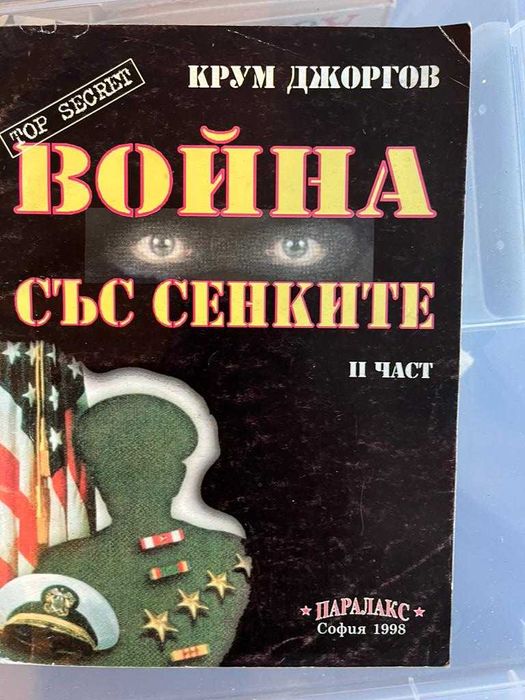 TOP SECRET
КРУМ ДЖОРГОВ
ВОЙНА
СЪС СЕНКИТЕ
II ЧАСТ
ПАРАЛАКС
София 1998